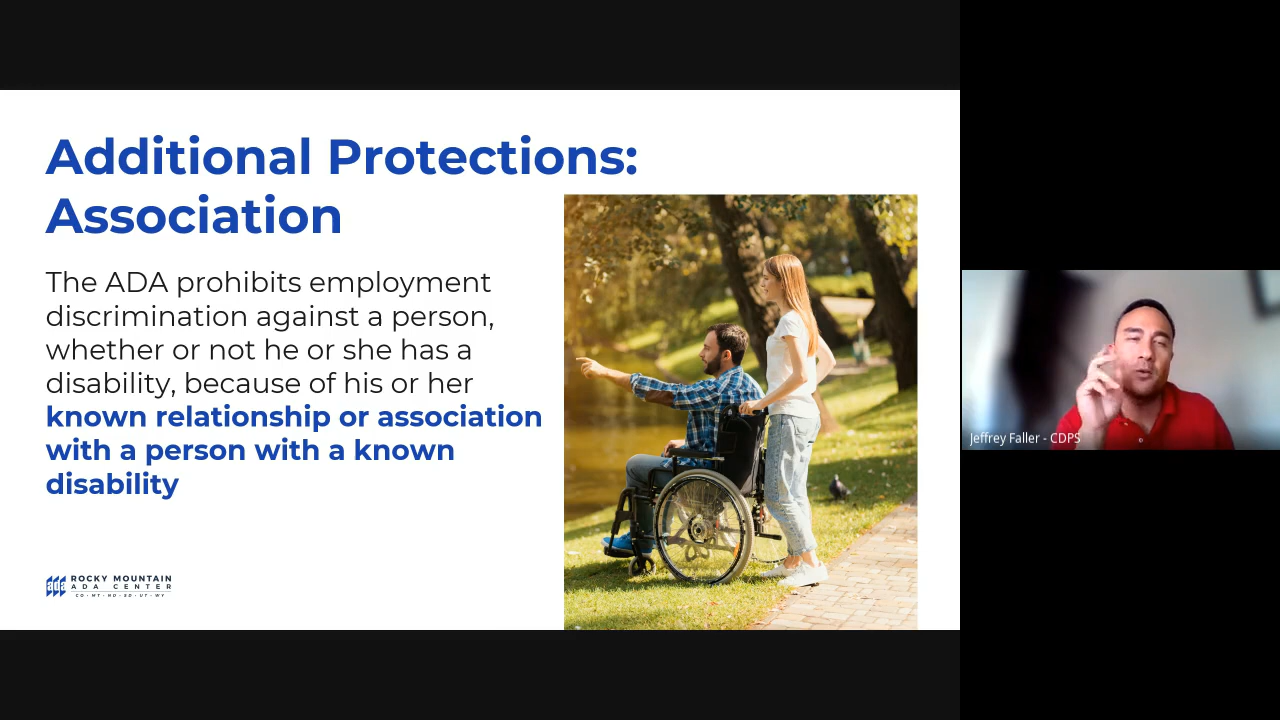 Additional Protections:
Association
The ADA prohibits employment
discrimination against a person,
whether or not he or she has a
disability, because of his or her
known relationship or association
with a person with a known
disability
ada
ROCKY MOUNTAIN
ADA CENTER
CO · MT · ND · SD · UT · WY
Jeffrey Faller - CDPS